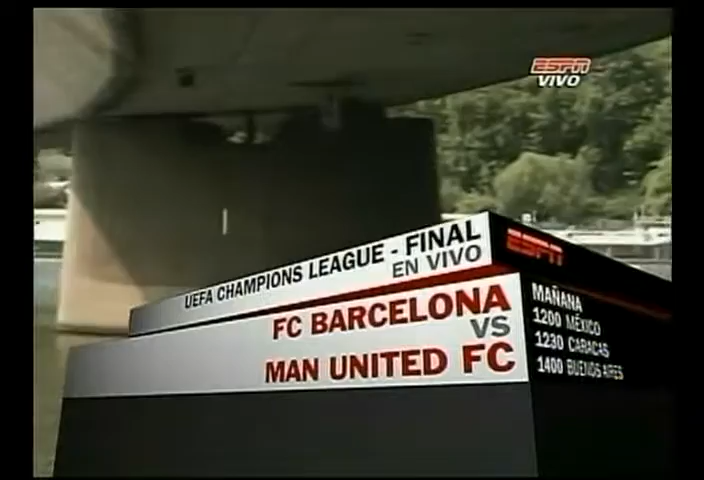 ESPN
VIVO
UEFA CHAMPIONS LEAGUE - FINAL
EN VIVO
FC BARCELONA
VS
MAN UNITED FC
ESPN
MAÑANA
1200 MÉXICO
1230 CARACAS
1400 BUENOS AIRES